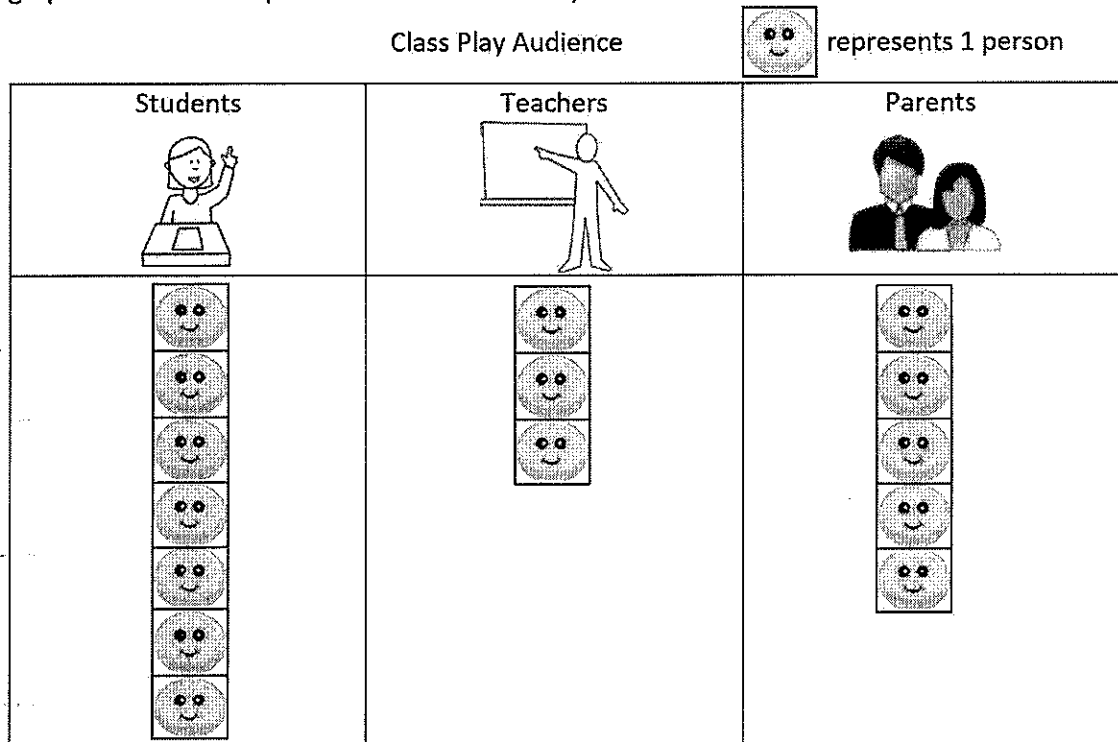 Class Play Audience
represents 1 person
Students
Teachers
Parents